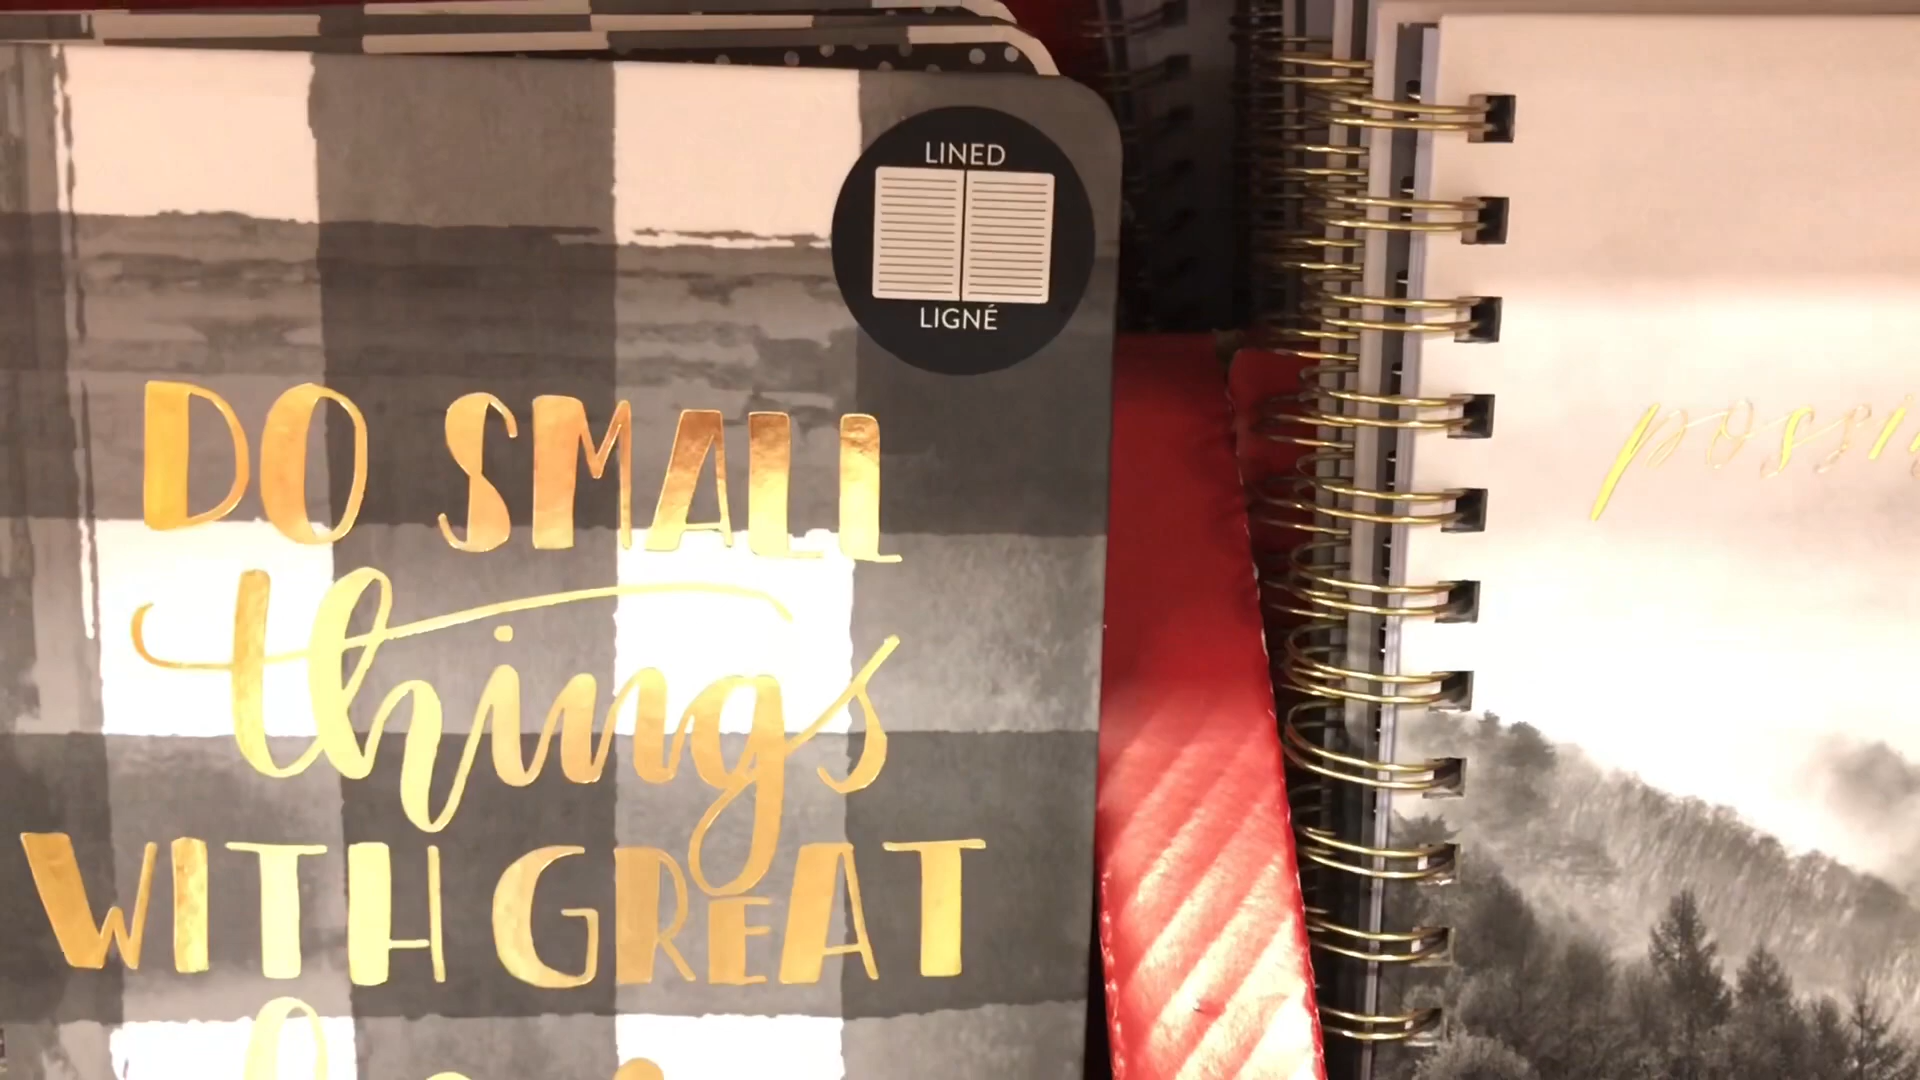 LINED
LIGNÉ
DO SMALL
things
WITH GREAT